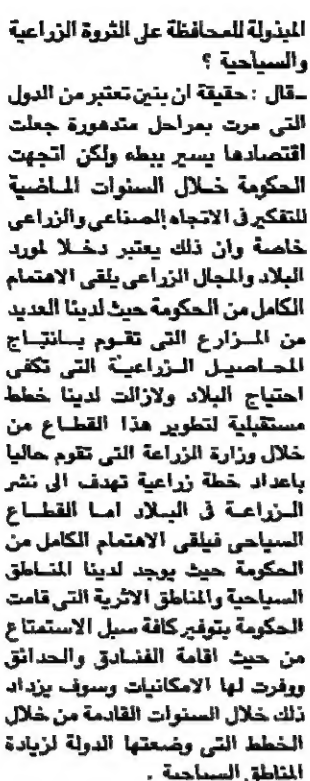 المبذولة للمحافظة على الثروة الزراعية
والسياحية ؟
ـ قال : حقيقة ان بنين تعتبر من الدول
التى مرت بمراحل متدهورة جعلت
اقتصادها يسير ببطء ولكن اتجهت
الحكومة خلال السنوات الماضية
للتفكير فى الاتجاه الصناعى والزراعى
خاصة وان ذلك يعتبر دخلا لمورد
البلاد والمجال الزراعى يلقى الاهتمام
الكامل من الحكومة حيث لدينا العديد
من المزارع التى تقوم بانتاج
المحاصيل الزراعية التى تكفى
احتياج البلاد ولازالت لدينا خطط
مستقبلية لتطوير هذا القطاع من
خلال وزارة الزراعة التى تقوم حاليا
باعداد خطة زراعية تهدف الى نشر
الزراعة فى البلاد اما القطاع
السياحى فيلقى الاهتمام الكامل من
الحكومة حيث يوجد لدينا المناطق
السياحية والمناطق الاثرية التى قامت
الحكومة بتوفير كافة سبل الاستمتاع
من حيث اقامة الفنادق والحدائق
ووفرت لها الامكانيات وسوف يزداد
ذلك خلال السنوات القادمة من خلال
الخطط التى وضعتها الدولة لزيادة
المناطق السياحية .